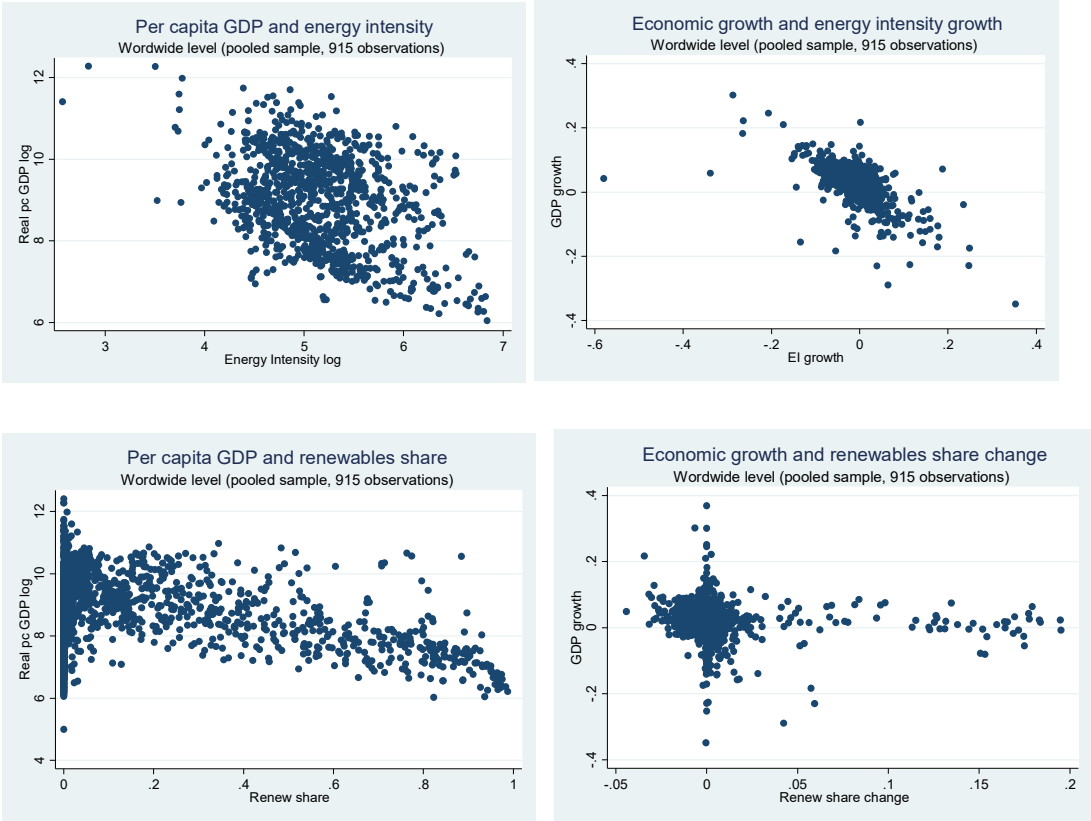 Per capita GDP and energy intensity
Wordwide level (pooled sample, 915 observations)
Real pc GDP log
12
10
8
6
3 4 5 6 7
Energy Intensity log
Economic growth and energy intensity growth
Wordwide level (pooled sample, 915 observations)
GDP growth
.4
.2
0
-.2
-.4
-.6 -.4 -.2 0 .2 .4
EI growth
Per capita GDP and renewables share
Wordwide level (pooled sample, 915 observations)
Real pc GDP log
12
10
8
6
4
0 .2 .4 .6 .8 1
Renew share
Economic growth and renewables share change
Wordwide level (pooled sample, 915 observations)
GDP growth
.4
.2
0
-.2
-.4
-.05 0 .05 .1 .15 .2
Renew share change